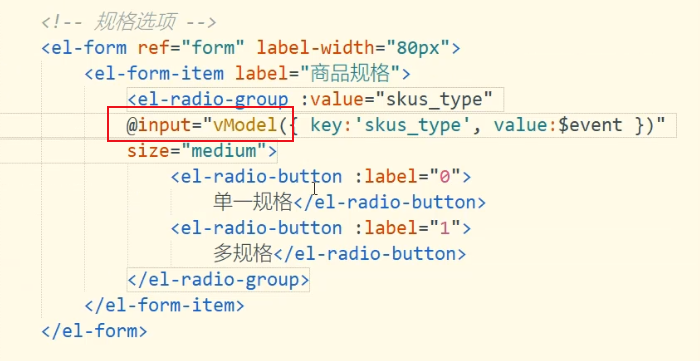 <!-- 规格选项 -->
<el-form ref="form" label-width="80px">
<el-form-item label="商品规格">
<el-radio-group :value="skus_type"
@input="vModel({ key:'skus_type', value:$event })"
size="medium">
<el-radio-button :label="0">
单一规格</el-radio-button>
<el-radio-button :label="1">
多规格</el-radio-button>
</el-radio-group>
</el-form-item>
</el-form>